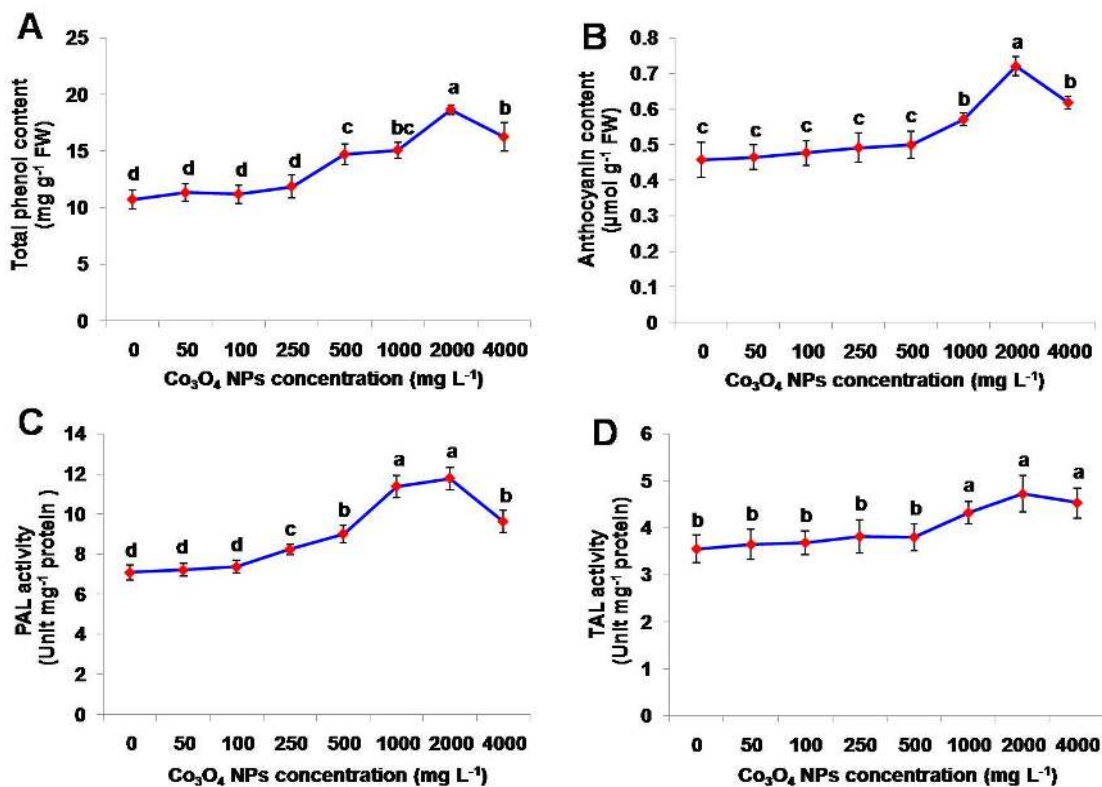 A
Total phenol content
(mg g⁻¹ FW)
25
20
15
10
5
0
d d d d c bc a b
0 50 100 250 500 1000 2000 4000
Co₃O₄ NPs concentration (mg L⁻¹)
B
Anthocyanin content
(µmol g⁻¹ FW)
0.8
0.7
0.6
0.5
0.4
0.3
0.2
0.1
0
c c c c c b a b
0 50 100 250 500 1000 2000 4000
Co₃O₄ NPs concentration (mg L⁻¹)
C
PAL activity
(Unit mg⁻¹ protein )
14
12
10
8
6
4
2
0
d d d c b a a b
0 50 100 250 500 1000 2000 4000
Co₃O₄ NPs concentration (mg L⁻¹)
D
TAL activity
(Unit mg⁻¹ protein)
6
5
4
3
2
1
0
b b b b b a a a
0 50 100 250 500 1000 2000 4000
Co₃O₄ NPs concentration (mg L⁻¹)